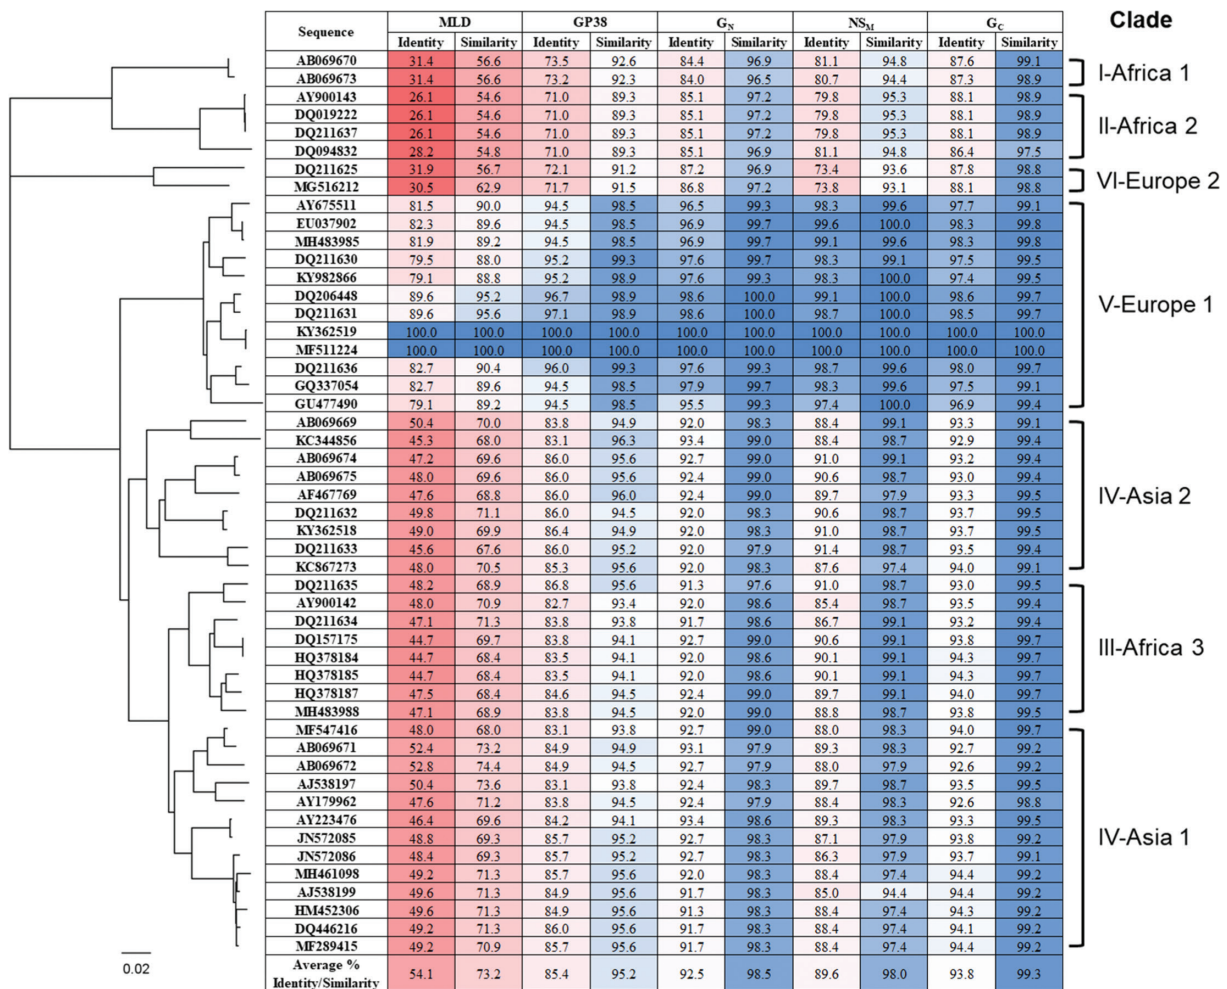 Sequence MLD GP38 G_N NS_M G_C Clade
Identity Similarity Identity Similarity Identity Similarity Identity Similarity Identity Similarity
AB069670 31.4 56.6 73.5 92.6 84.4 96.9 81.1 94.8 87.6 99.1
I-Africa 1
AB069673 31.4 56.6 73.2 92.3 84.0 96.5 80.7 94.4 87.3 98.9
AY900143 26.1 54.6 71.0 89.3 85.1 97.2 79.8 95.3 88.1 98.9
DQ019222 26.1 54.6 71.0 89.3 85.1 97.2 79.8 95.3 88.1 98.9
II-Africa 2
DQ211637 26.1 54.6 71.0 89.3 85.1 97.2 79.8 95.3 88.1 98.9
DQ094832 28.2 54.8 71.0 89.3 85.1 96.9 81.1 94.8 86.4 97.5
DQ211625 31.9 56.7 72.1 91.2 87.2 96.9 73.4 93.6 87.8 98.8
VI-Europe 2
MG516212 30.5 62.9 71.7 91.5 86.8 97.2 73.8 93.1 88.1 98.8
AY675511 81.5 90.0 94.5 98.5 96.5 99.3 98.3 99.6 97.7 99.1
EU037902 82.3 89.6 94.5 98.5 96.9 99.7 99.6 100.0 98.3 99.8
MH483985 81.9 89.2 94.5 98.5 96.9 99.7 99.1 99.6 98.3 99.8
DQ211630 79.5 88.0 95.2 99.3 97.6 99.7 98.3 99.1 97.5 99.5
KY982866 79.1 88.8 95.2 98.9 97.6 99.3 98.3 100.0 97.4 99.5
DQ206448 89.6 95.2 96.7 98.9 98.6 100.0 99.1 100.0 98.6 99.7
V-Europe 1
DQ211631 89.6 95.6 97.1 98.9 98.6 100.0 98.7 100.0 98.5 99.7
KY362519 100.0 100.0 100.0 100.0 100.0 100.0 100.0 100.0 100.0 100.0
MF511224 100.0 100.0 100.0 100.0 100.0 100.0 100.0 100.0 100.0 100.0
DQ211636 82.7 90.4 96.0 99.3 97.6 99.3 98.7 99.6 98.0 99.7
GQ337054 82.7 89.6 94.5 98.5 97.9 99.7 98.3 99.6 97.5 99.1
GU477490 79.1 89.2 94.5 98.5 95.5 99.3 97.4 100.0 96.9 99.4
AB069669 50.4 70.0 83.8 94.9 92.0 98.3 88.4 99.1 93.3 99.1
KC344856 45.3 68.0 83.1 96.3 93.4 99.0 88.4 98.7 92.9 99.4
AB069674 47.2 69.6 86.0 95.6 92.7 99.0 91.0 99.1 93.2 99.4
AB069675 48.0 69.6 86.0 95.6 92.4 99.0 90.6 98.7 93.0 99.4
AF467769 47.6 68.8 86.0 96.0 92.4 99.0 89.7 97.9 93.3 99.5
IV-Asia 2
DQ211632 49.8 71.1 86.0 94.5 92.0 98.3 90.6 98.7 93.7 99.5
KY362518 49.0 69.9 86.4 94.9 92.0 98.3 91.0 98.7 93.7 99.5
DQ211633 45.6 67.6 86.0 95.2 92.0 97.9 91.4 98.7 93.5 99.4
KC867273 48.0 70.5 85.3 95.6 92.0 98.3 87.6 97.4 94.0 99.1
DQ211635 48.2 68.9 86.8 95.6 91.3 97.6 91.0 98.7 93.0 99.5
AY900142 48.0 70.9 82.7 93.4 92.0 98.6 85.4 98.7 93.5 99.4
DQ211634 47.1 71.3 83.8 93.8 91.7 98.6 86.7 99.1 93.2 99.4
DQ157175 44.7 69.7 83.8 94.1 92.7 99.0 90.6 99.1 93.8 99.7
III-Africa 3
HQ378184 44.7 68.4 83.5 94.1 92.0 98.6 90.1 99.1 94.3 99.7
HQ378185 44.7 68.4 83.5 94.1 92.0 98.6 90.1 99.1 94.3 99.7
HQ378187 47.5 68.4 84.6 94.5 92.4 99.0 89.7 99.1 94.0 99.7
MH483988 47.1 68.9 83.8 94.5 92.0 99.0 88.8 98.7 93.8 99.5
MF547416 48.0 68.0 83.1 93.8 92.7 99.0 88.0 98.3 94.0 99.7
AB069671 52.4 73.2 84.9 94.9 93.1 97.9 89.3 98.3 92.7 99.2
AB069672 52.8 74.4 84.9 94.5 92.7 97.9 88.0 97.9 92.6 99.2
AJ538197 50.4 73.6 83.1 93.8 92.4 98.3 89.7 98.7 93.5 99.5
AY179962 47.6 71.2 83.8 94.5 92.4 97.9 88.4 98.3 92.6 98.8
AY223476 46.4 69.6 84.2 94.1 93.4 98.6 89.3 98.3 93.3 99.5
IV-Asia 1
JN572085 48.8 69.3 85.7 95.2 92.7 98.3 87.1 97.9 93.8 99.2
JN572086 48.4 69.3 85.7 95.2 92.7 98.3 86.3 97.9 93.7 99.1
MH461098 49.2 71.3 85.7 95.6 92.0 98.3 88.4 97.4 94.4 99.2
AJ538199 49.6 71.3 84.9 95.6 91.7 98.3 85.0 94.4 94.4 99.2
HM452306 49.6 71.3 84.9 95.6 91.3 98.3 88.4 97.4 94.3 99.2
DQ446216 49.2 71.3 86.0 95.6 91.7 98.3 88.4 97.4 94.1 99.2
MF289415 49.2 70.9 85.7 95.6 91.7 98.3 88.4 97.4 94.4 99.2
0.02
Average % Identity/Similarity 54.1 73.2 85.4 95.2 92.5 98.5 89.6 98.0 93.8 99.3